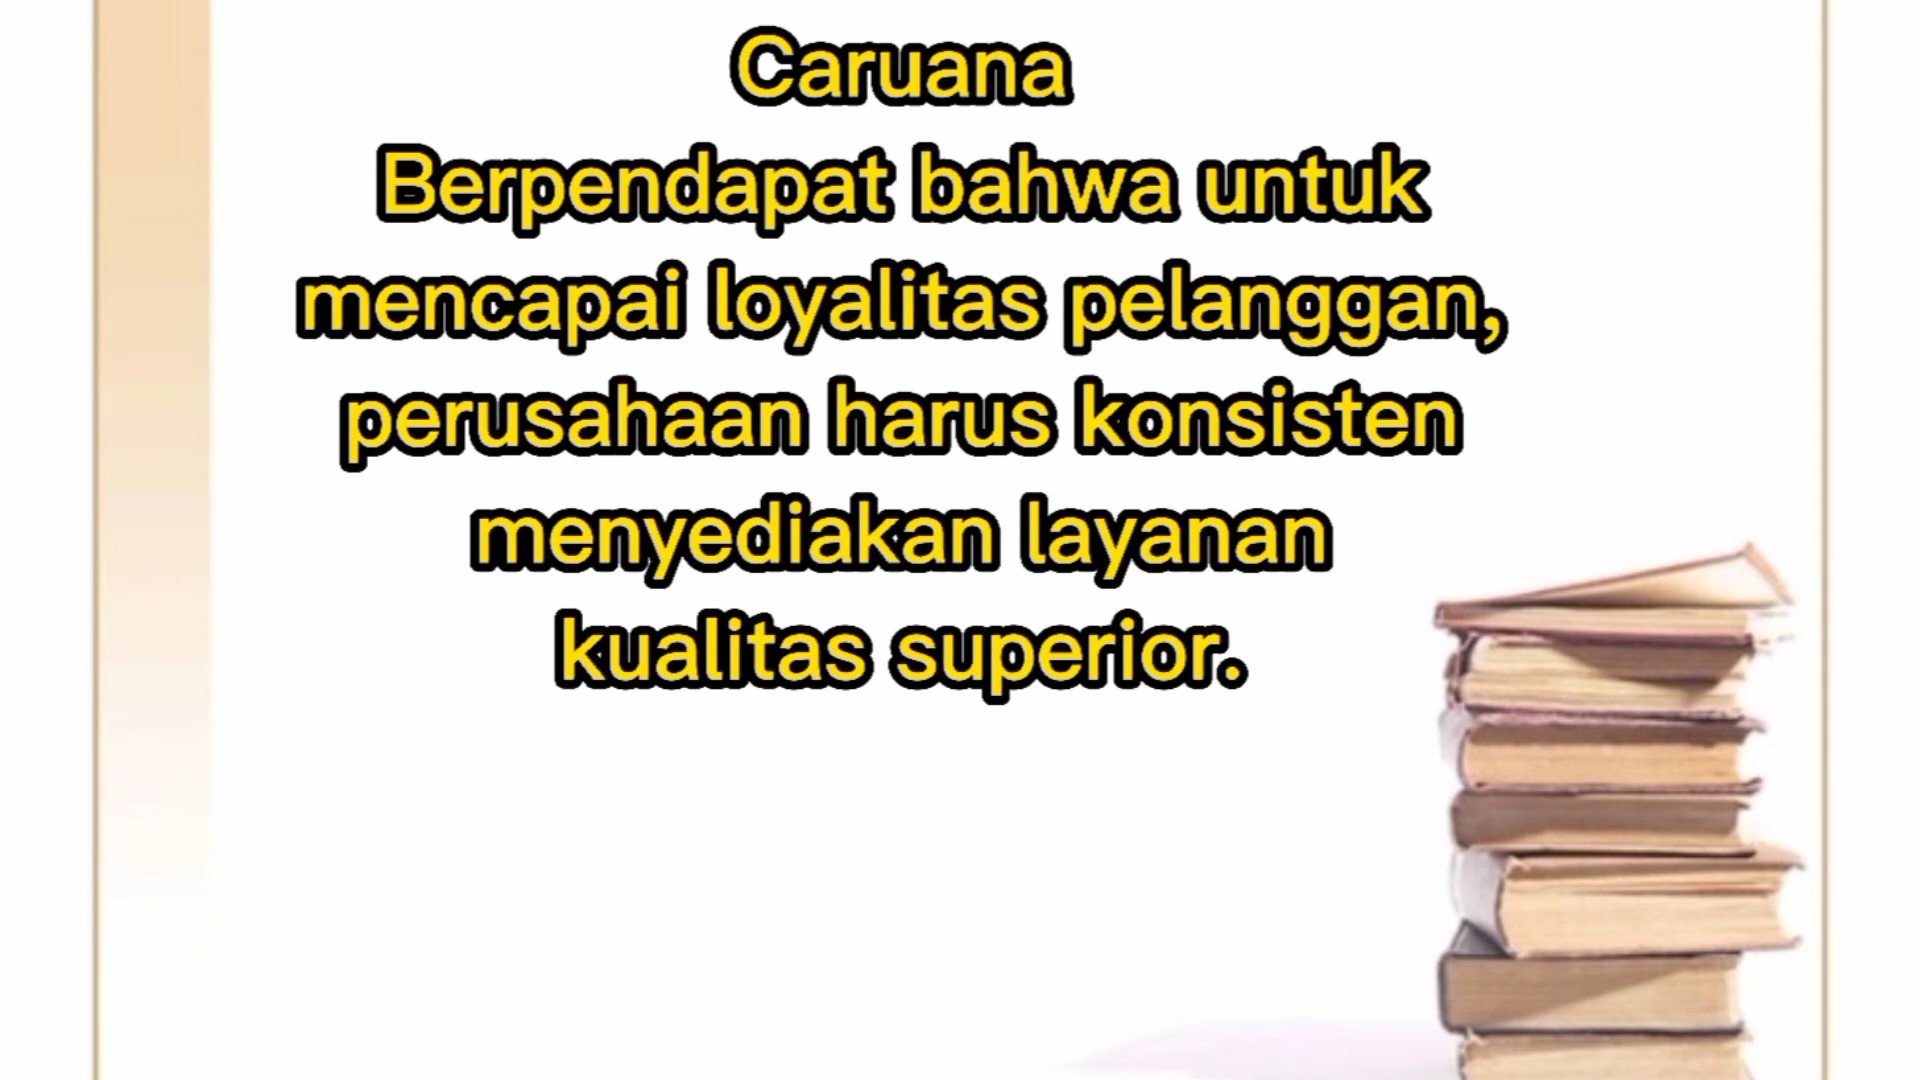 Caruana
Berpendapat bahwa untuk
mencapai loyalitas pelanggan,
perusahaan harus konsisten
menyediakan layanan
kualitas superior.